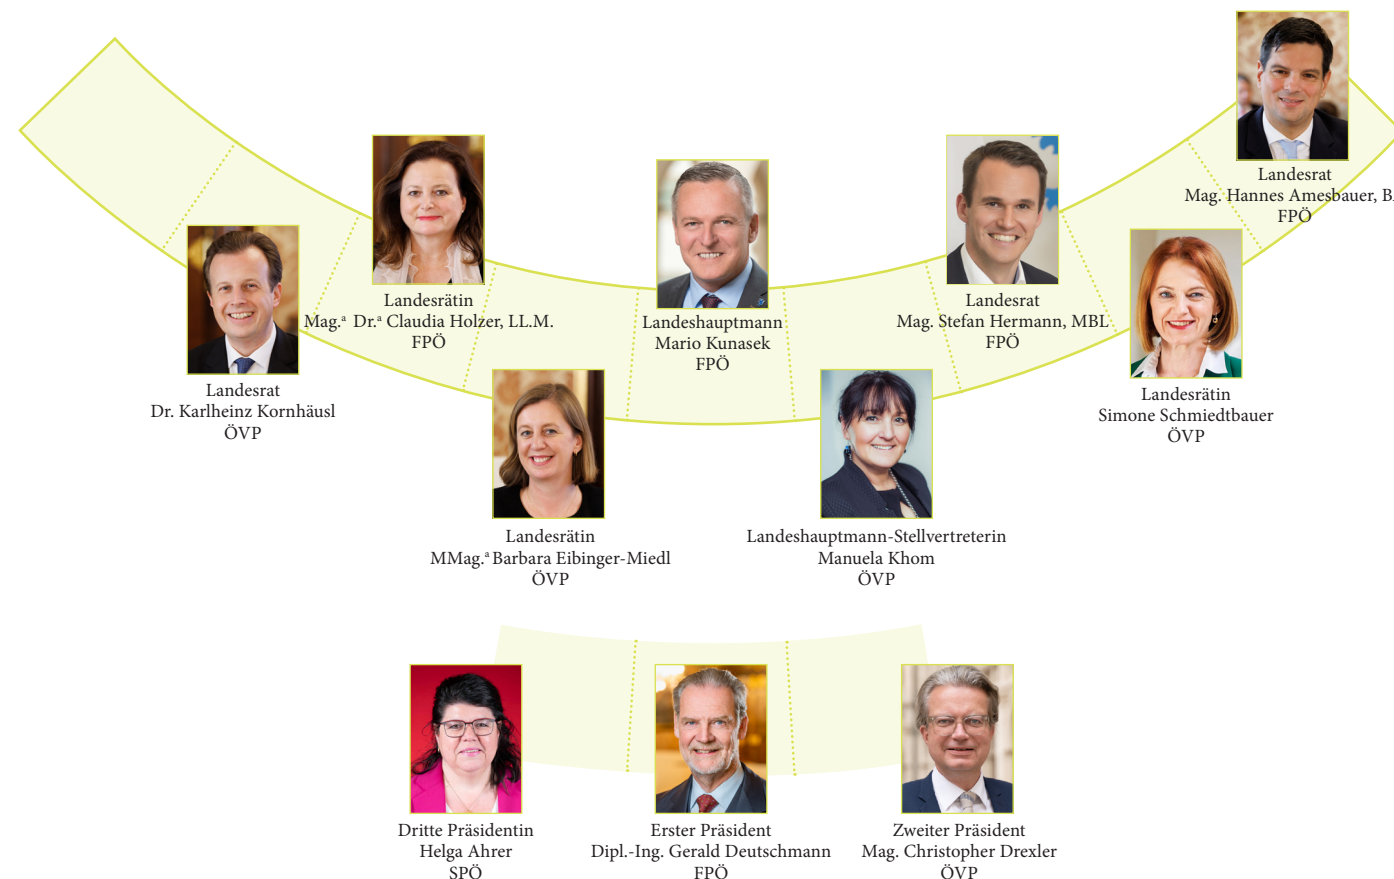 Landesrat
Mag. Hannes Amesbauer, B
FPÖ
Landesrätin
Mag.ª Dr.ª Claudia Holzer, LL.M.
FPÖ
Landeshauptmann
Mario Kunasek
FPÖ
Landesrat
Mag. Stefan Hermann, MBL
FPÖ
Landesrat
Dr. Karlheinz Kornhäusl
ÖVP
Landesrätin
Simone Schmiedtbauer
ÖVP
Landesrätin
MMag.ª Barbara Eibinger-Miedl
ÖVP
Landeshauptmann-Stellvertreterin
Manuela Khom
ÖVP
Dritte Präsidentin
Helga Ahrer
SPÖ
Erster Präsident
Dipl.-Ing. Gerald Deutschmann
FPÖ
Zweiter Präsident
Mag. Christopher Drexler
ÖVP